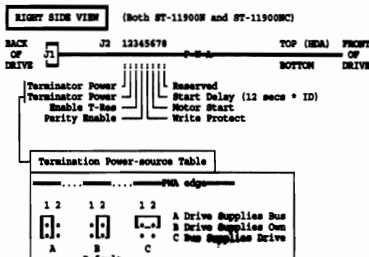 RIGHT SIDE VIEW (Both ST-11900N and ST-11900NC)
BACK J2 12345678 TOP (HDA) FRONT
OF J1 P-W-A OF
DRIVE BOTTOM DRIVE
Terminator Power Reserved
Terminator Power Start Delay (12 secs * ID)
Enable T-Res Motor Start
Parity Enable Write Protect
Termination Power-source Table
PWA edge
1 2 1 2 1 2
A Drive Supplies Bus
B Drive Supplies Own
C Bus Supplies Drive
A B C
Default